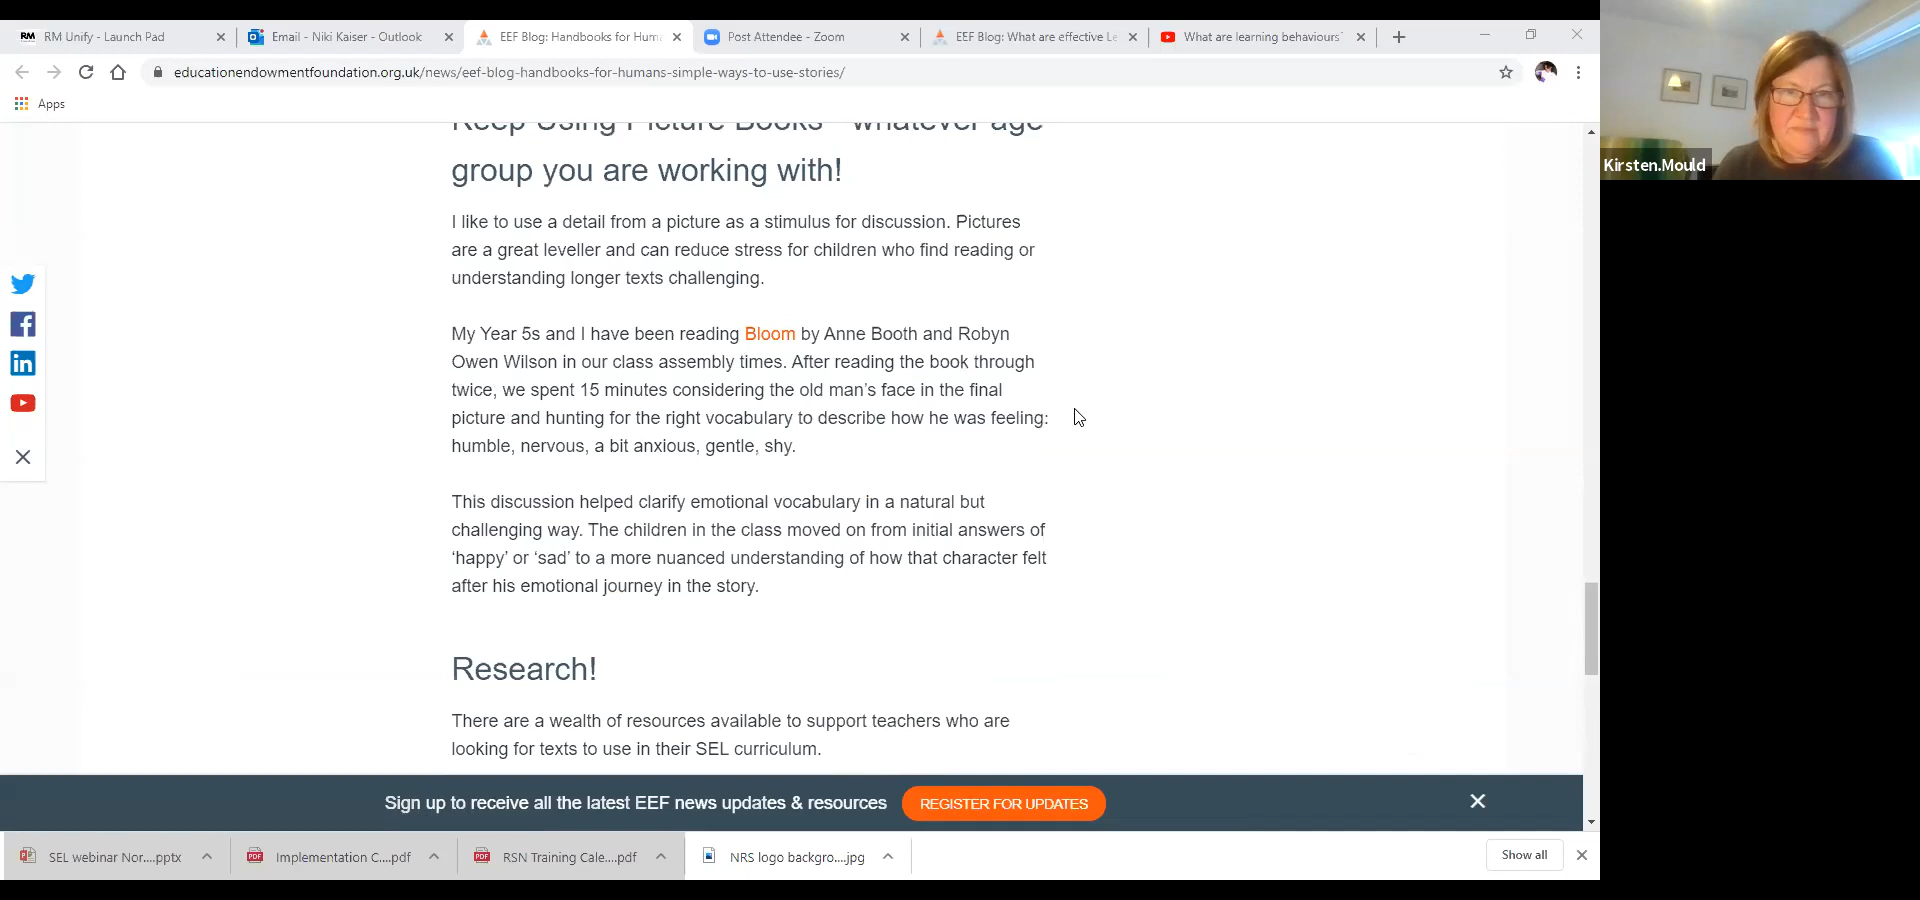 RM Unify - Launch Pad
Email - Niki Kaiser - Outlook
EEF Blog: Handbooks for Huma
Post Attendee - Zoom
EEF Blog: What are effective Le
What are learning behaviours
educationendowmentfoundation.org.uk/news/eef-blog-handbooks-for-humans-simple-ways-to-use-stories/
Apps
Keep Using Picture Books - whatever age
group you are working with!
I like to use a detail from a picture as a stimulus for discussion. Pictures
are a great leveller and can reduce stress for children who find reading or
understanding longer texts challenging.
My Year 5s and I have been reading Bloom by Anne Booth and Robyn
Owen Wilson in our class assembly times. After reading the book through
twice, we spent 15 minutes considering the old man’s face in the final
picture and hunting for the right vocabulary to describe how he was feeling:
humble, nervous, a bit anxious, gentle, shy.
This discussion helped clarify emotional vocabulary in a natural but
challenging way. The children in the class moved on from initial answers of
‘happy’ or ‘sad’ to a more nuanced understanding of how that character felt
after his emotional journey in the story.
Research!
There are a wealth of resources available to support teachers who are
looking for texts to use in their SEL curriculum.
Sign up to receive all the latest EEF news updates & resources
REGISTER FOR UPDATES
SEL webinar Nor....pptx
Implementation C....pdf
RSN Training Cale....pdf
NRS logo backgro....jpg
Show all
Kirsten.Mould